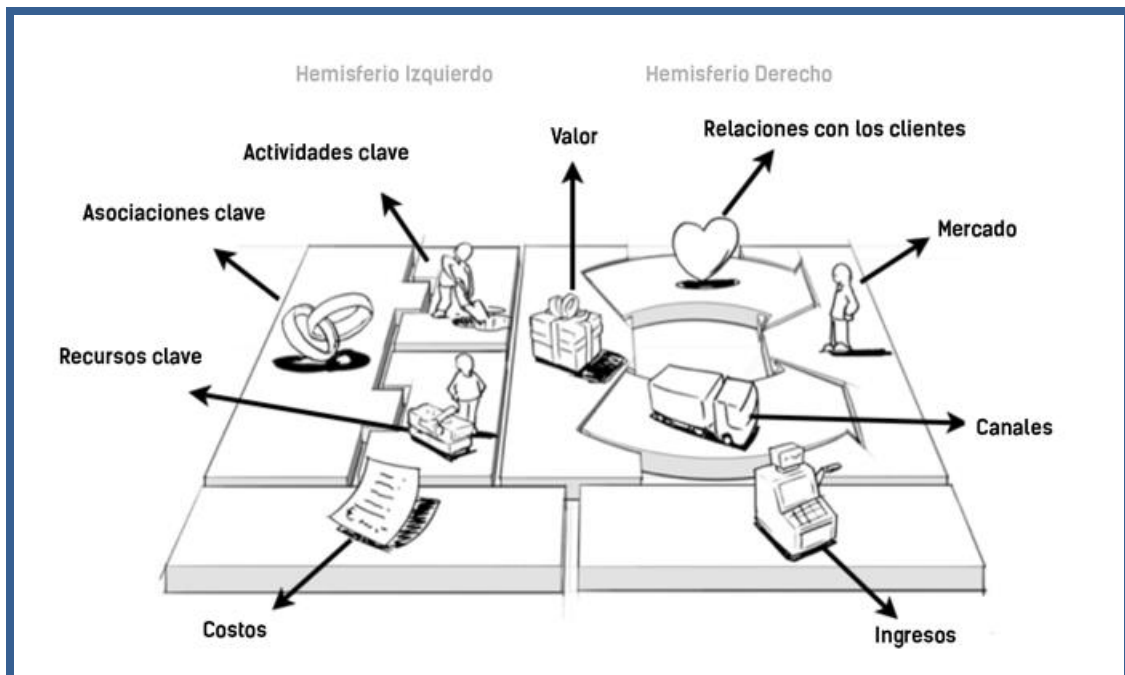 Hemisferio Izquierdo
Hemisferio Derecho
Relaciones con los clientes
Valor
Actividades clave
Asociaciones clave
Mercado
Recursos clave
Canales
Costos
Ingresos